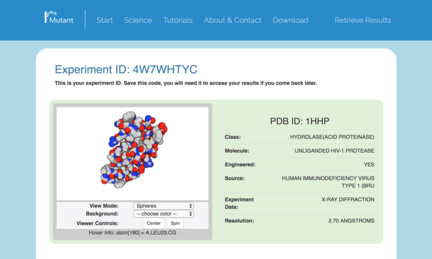 pro
Mutant
Start
Science
Tutorials
About & Contact
Download
Retrieve Results
Experiment ID: 4W7WHTYC
This is your experiment ID. Save this code, you will need it to access your results if you come back later.
View Mode: Spheres
Background: -- choose color --
Viewer Controls: Center Spin
Hover Info: atom[180] = A.LEU23.CG
PDB ID: 1HHP
Class: HYDROLASE(ACID PROTEINASE)
Molecule: UNLIGANDED HIV-1 PROTEASE
Engineered: YES
Source: HUMAN IMMUNODEFICIENCY VIRUS
TYPE 1 (BRU
Experiment X-RAY DIFFRACTION
Data:
Resolution: 2.70 ANGSTROMS